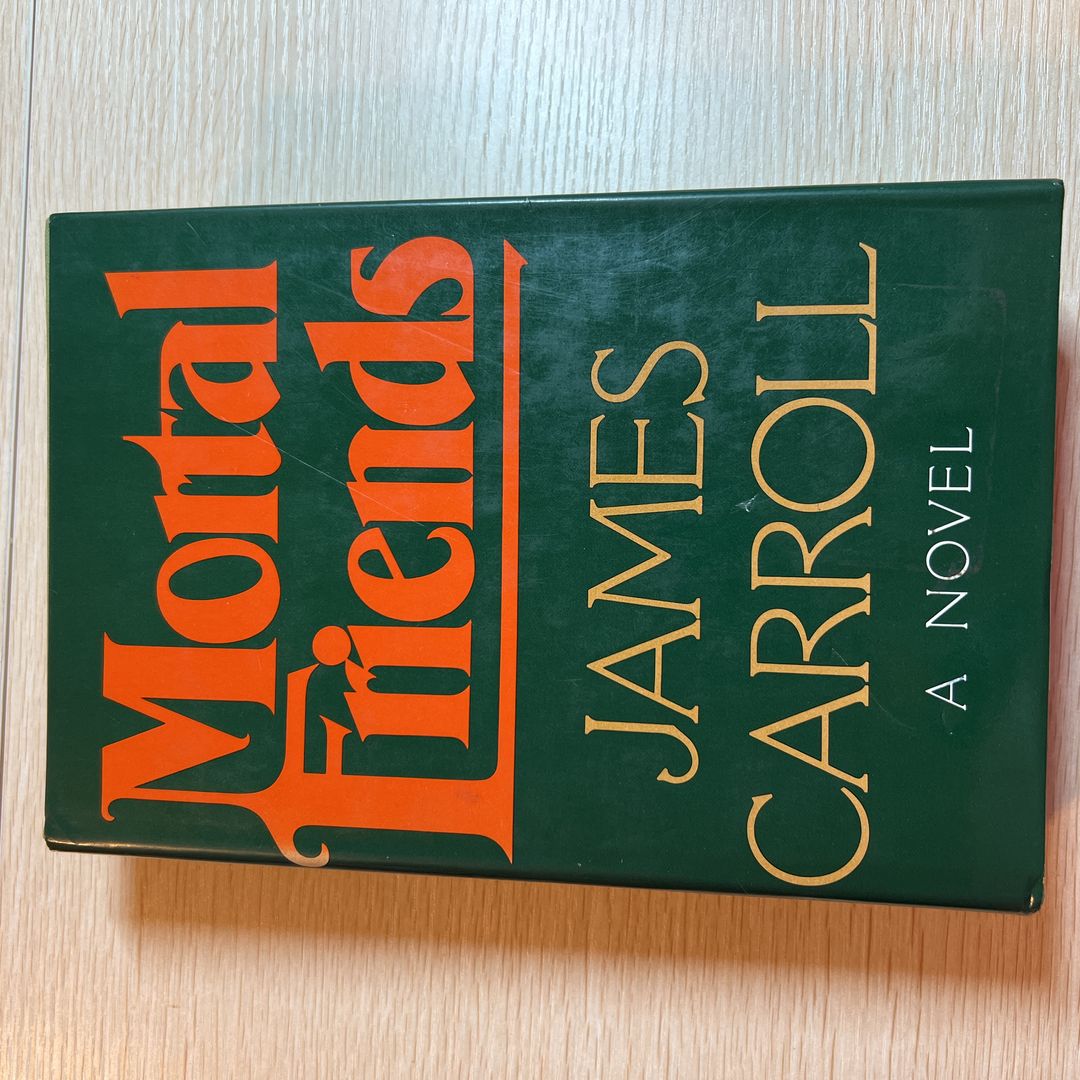 Mortal
Friends
JAMES
CARROLL
A NOVEL